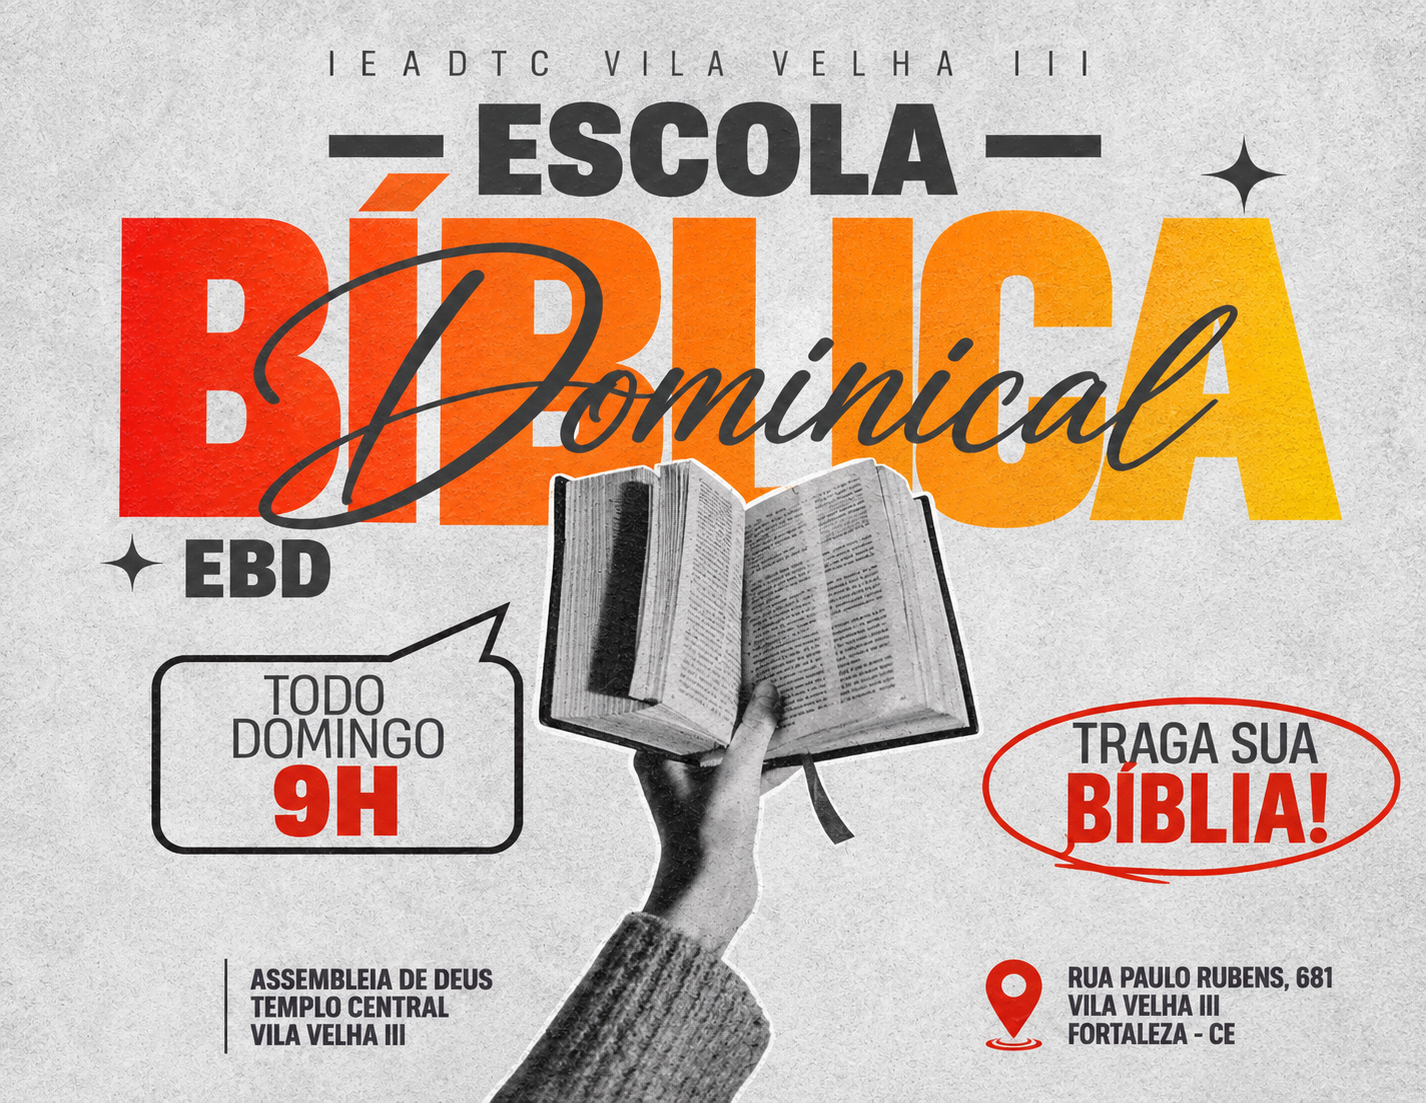 IEADTC VILA VELHA III
ESCOLA
BÍBLICA
Dominical
EBD
TODO
DOMINGO
9H
TRAGA SUA
BÍBLIA!
ASSEMBLEIA DE DEUS
TEMPLO CENTRAL
VILA VELHA III
RUA PAULO RUBENS, 681
VILA VELHA III
FORTALEZA - CE